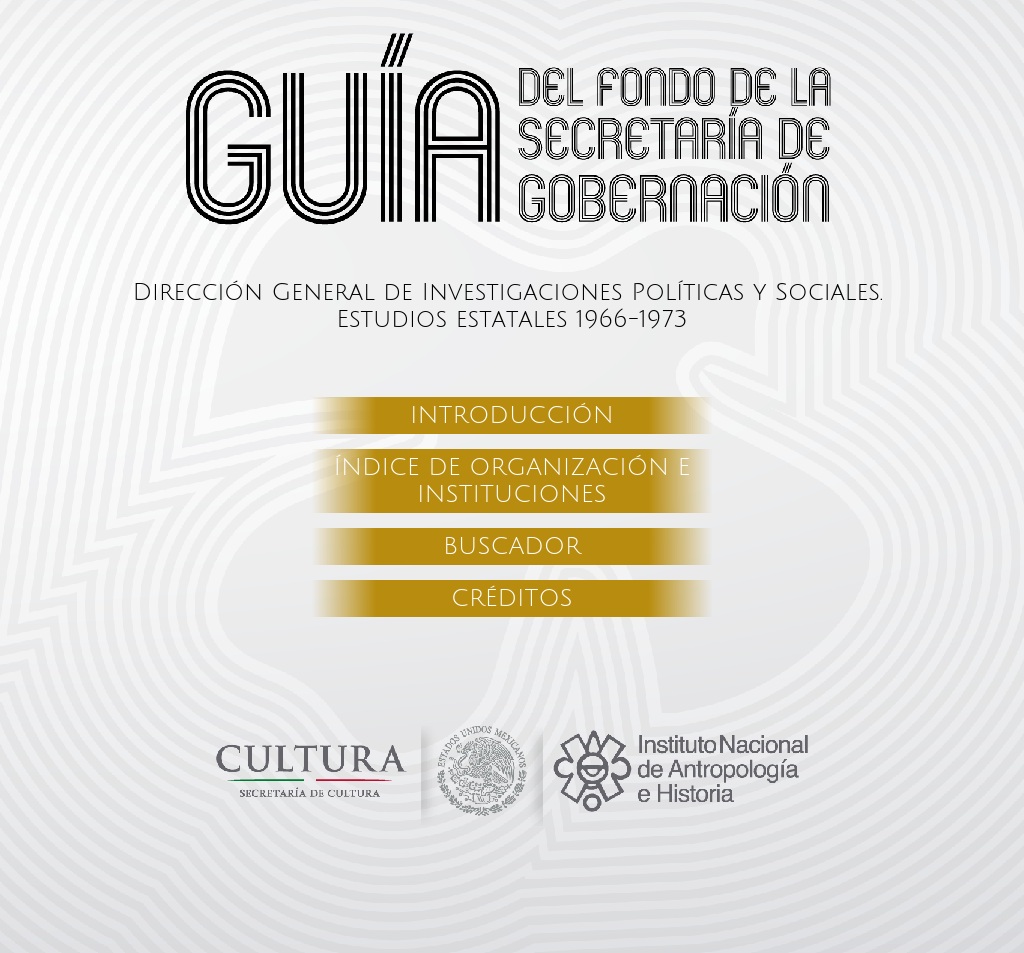 GUÍA
DEL FONDO DE LA
SECRETARÍA DE
GOBERNACIÓN
Dirección General de Investigaciones Políticas y Sociales.
Estudios estatales 1966-1973
INTRODUCCIÓN
ÍNDICE DE ORGANIZACIÓN E
INSTITUCIONES
BUSCADOR
CRÉDITOS
CULTURA
SECRETARÍA DE CULTURA
ESTADOS UNIDOS MEXICANOS
Instituto Nacional
de Antropología
e Historia